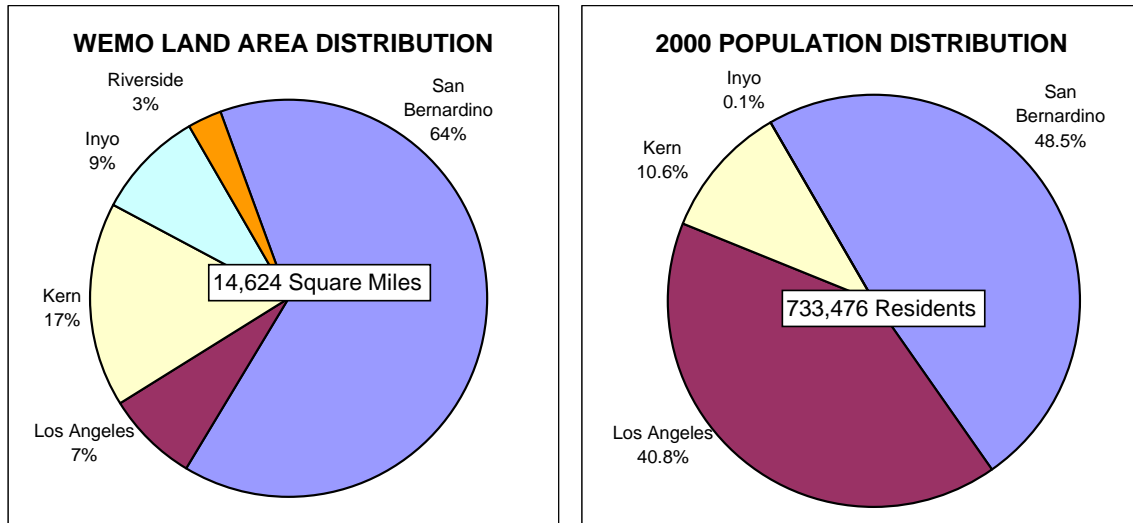 WEMO LAND AREA DISTRIBUTION
Riverside
3%
San
Bernardino
64%
Inyo
9%
14,624 Square Miles
Kern
17%
Los Angeles
7%
2000 POPULATION DISTRIBUTION
Inyo
0.1%
San
Bernardino
48.5%
Kern
10.6%
733,476 Residents
Los Angeles
40.8%